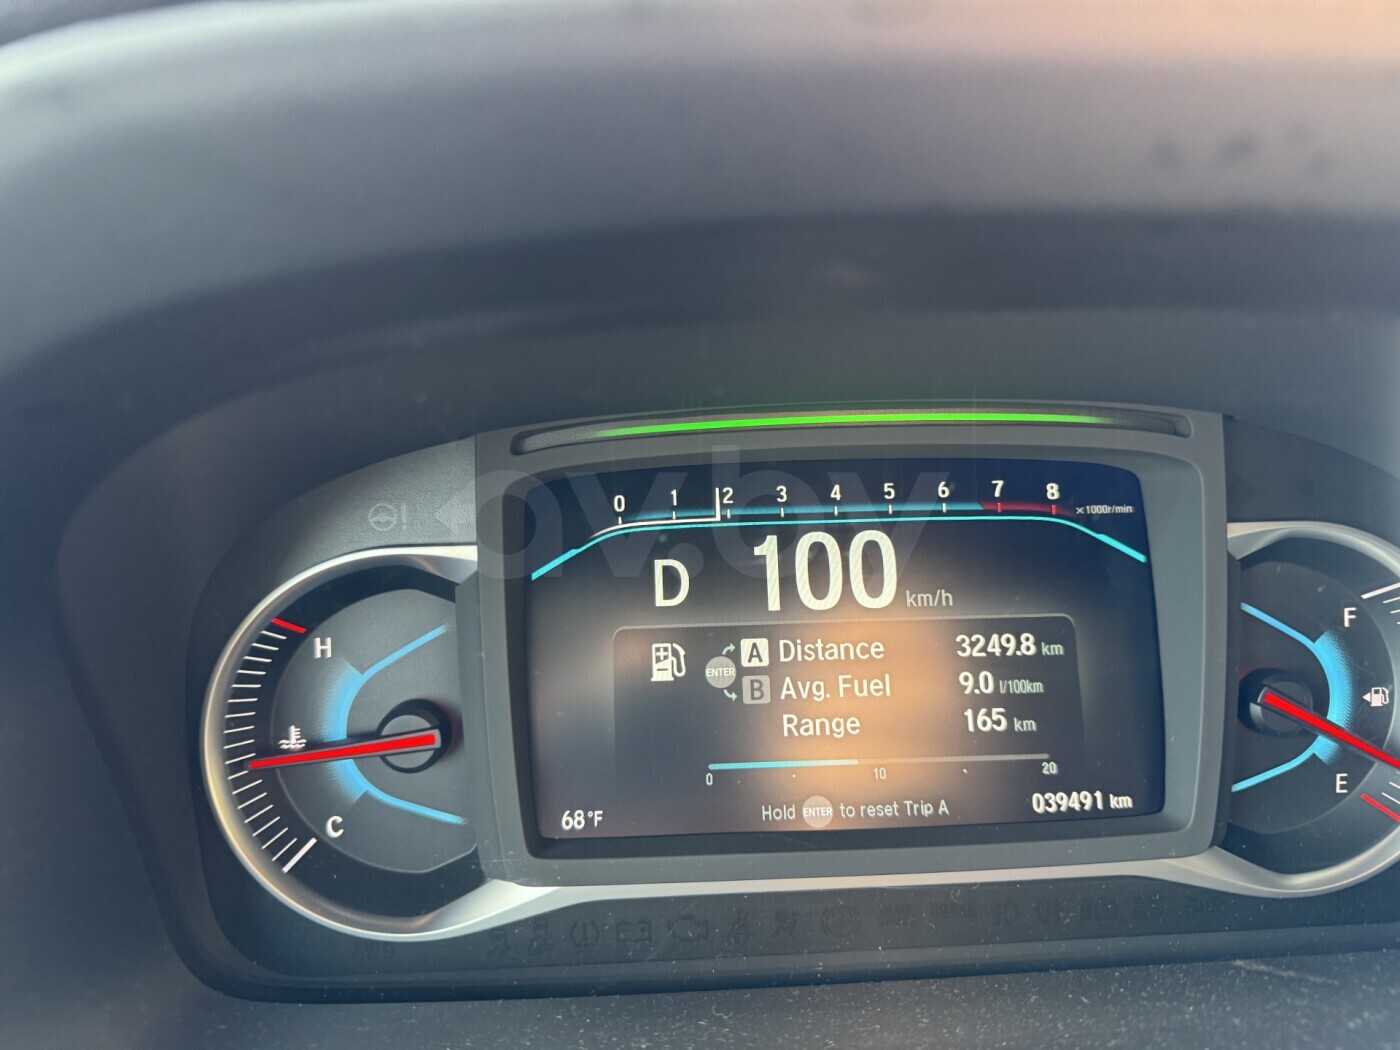 0 1 2 3 4 5 6 7 8 ×1000r/min
D 100 km/h
A Distance 3249.8 km
ENTER
B Avg. Fuel 9.0 l/100km
Range 165 km
0 10 20
Hold ENTER to reset Trip A
68°F
039491 km
H
C
F
E
av.by